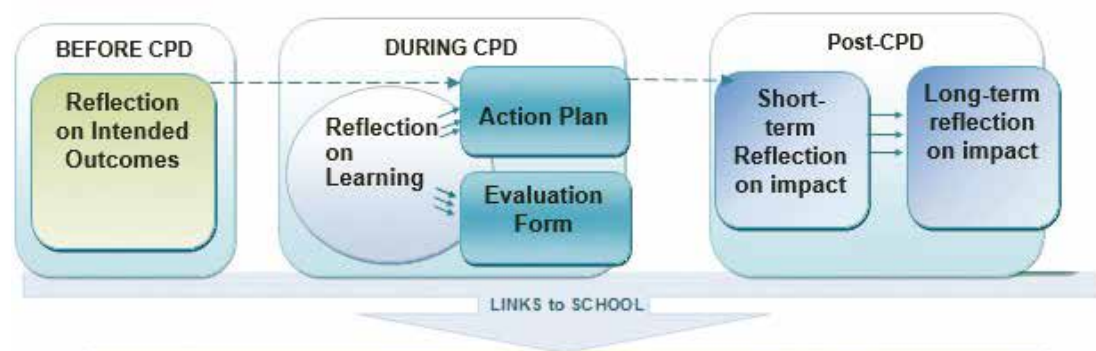 BEFORE CPD
Reflection
on Intended
Outcomes
DURING CPD
Reflection
on
Learning
Action Plan
Evaluation
Form
Post-CPD
Short-
term
Reflection
on impact
Long-term
reflection
on impact
LINKS to SCHOOL